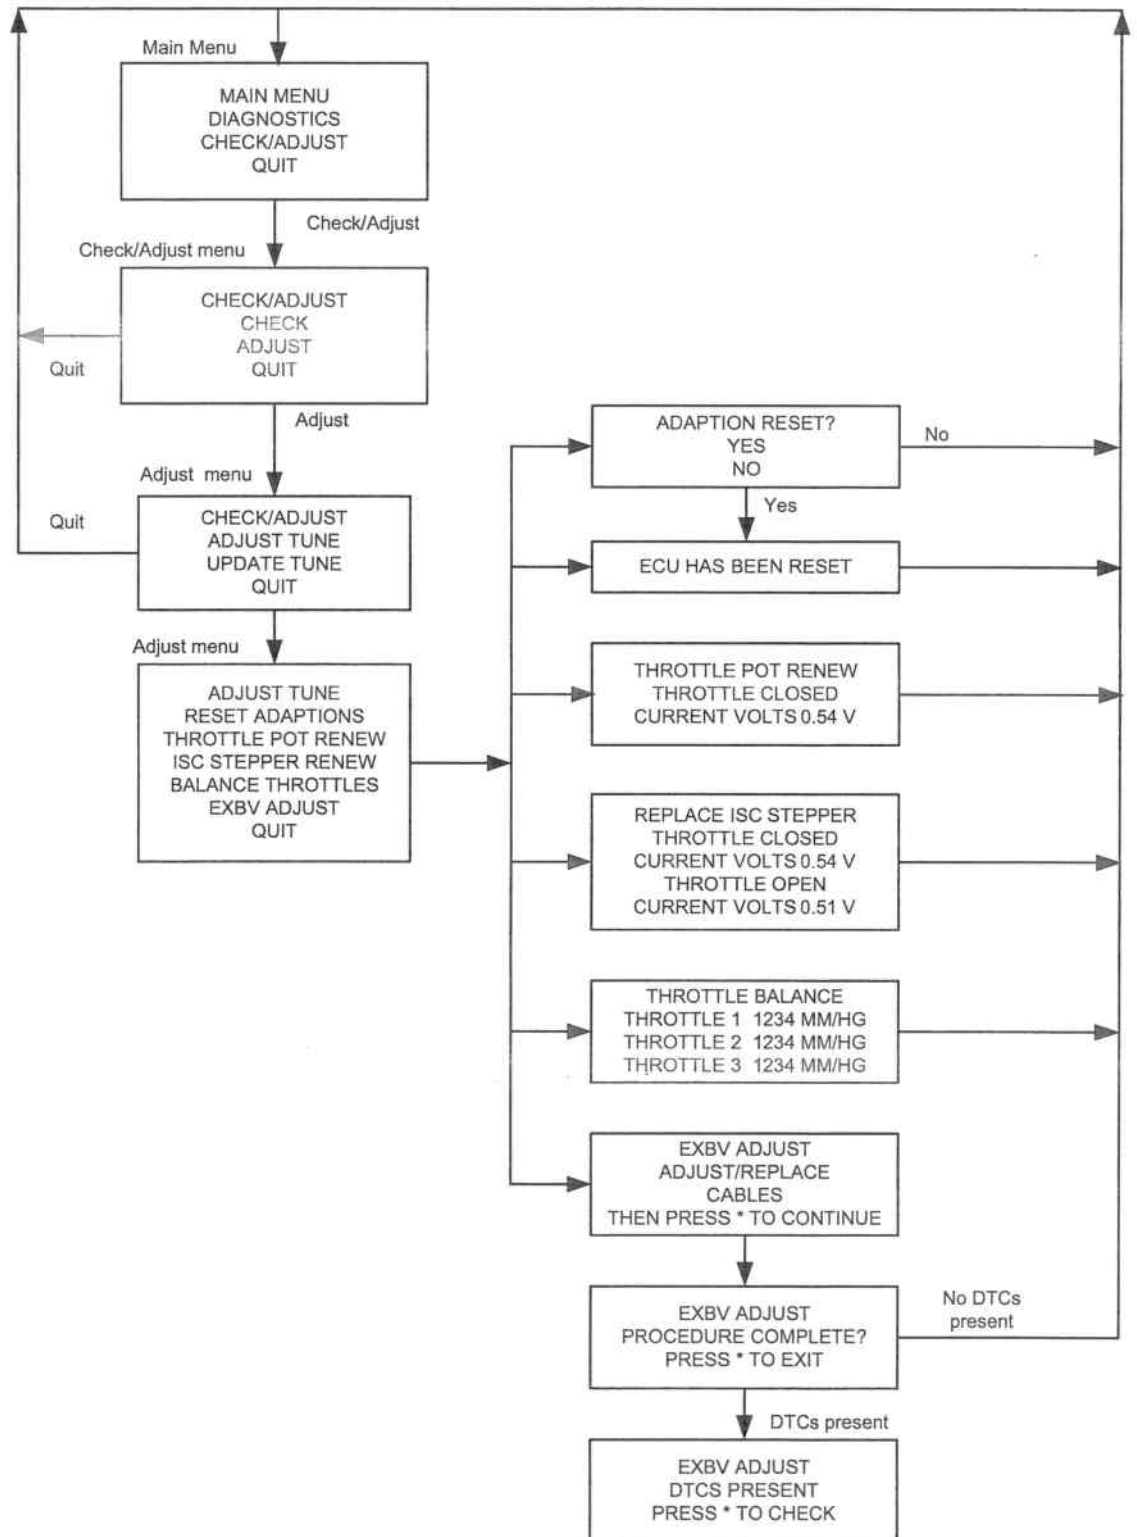 Main Menu
MAIN MENU
DIAGNOSTICS
CHECK/ADJUST
QUIT
Check/Adjust
Check/Adjust menu
CHECK/ADJUST
CHECK
ADJUST
QUIT
Quit
Adjust
Adjust menu
Quit
CHECK/ADJUST
ADJUST TUNE
UPDATE TUNE
QUIT
Adjust menu
ADJUST TUNE
RESET ADAPTIONS
THROTTLE POT RENEW
ISC STEPPER RENEW
BALANCE THROTTLES
EXBV ADJUST
QUIT
ADAPTION RESET?
YES
NO
No
Yes
ECU HAS BEEN RESET
THROTTLE POT RENEW
THROTTLE CLOSED
CURRENT VOLTS 0.54 V
REPLACE ISC STEPPER
THROTTLE CLOSED
CURRENT VOLTS 0.54 V
THROTTLE OPEN
CURRENT VOLTS 0.51 V
THROTTLE BALANCE
THROTTLE 1 1234 MM/HG
THROTTLE 2 1234 MM/HG
THROTTLE 3 1234 MM/HG
EXBV ADJUST
ADJUST/REPLACE
CABLES
THEN PRESS * TO CONTINUE
EXBV ADJUST
PROCEDURE COMPLETE?
PRESS * TO EXIT
No DTCs
present
DTCs present
EXBV ADJUST
DTCS PRESENT
PRESS * TO CHECK